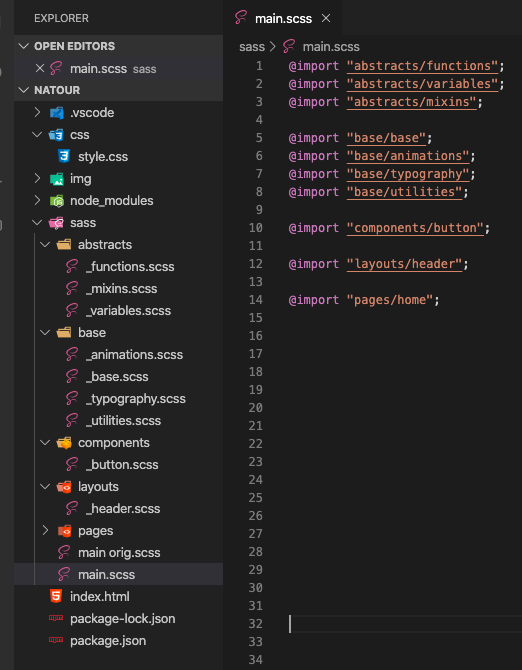 EXPLORER
OPEN EDITORS
main.scss sass
NATOUR
.vscode
css
style.css
img
node_modules
sass
abstracts
_functions.scss
_mixins.scss
_variables.scss
base
_animations.scss
_base.scss
_typography.scss
_utilities.scss
components
_button.scss
layouts
_header.scss
pages
main orig.scss
main.scss
index.html
package-lock.json
package.json
main.scss
sass > main.scss
1 @import "abstracts/functions";
2 @import "abstracts/variables";
3 @import "abstracts/mixins";
4
5 @import "base/base";
6 @import "base/animations";
7 @import "base/typography";
8 @import "base/utilities";
9
10 @import "components/button";
11
12 @import "layouts/header";
13
14 @import "pages/home";
15
16
17
18
19
20
21
22
23
24
25
26
27
28
29
30
31
32
33
34